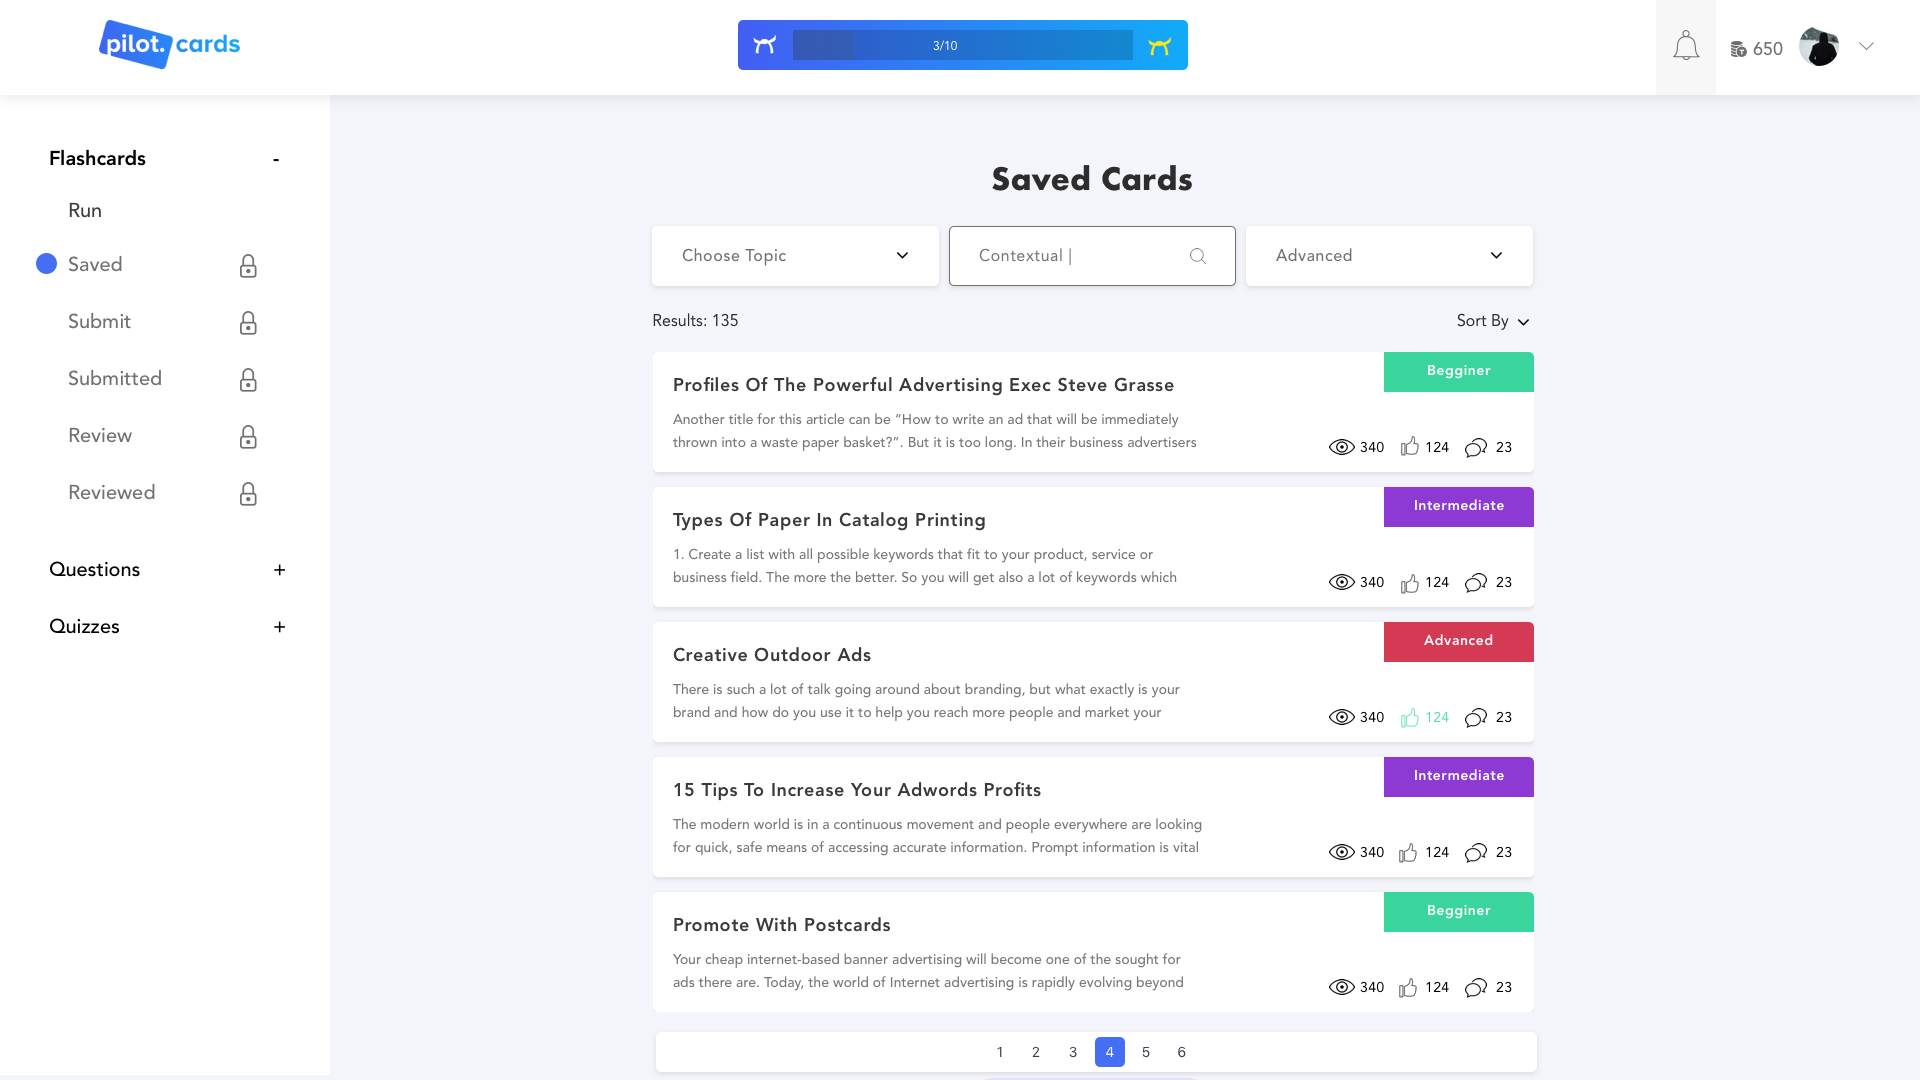 pilot. cards
3/10
650
Flashcards -
Run
Saved
Submit
Submitted
Review
Reviewed
Questions +
Quizzes +
Saved Cards
Choose Topic
Contextual |
Advanced
Results: 135
Sort By
Begginer
Profiles Of The Powerful Advertising Exec Steve Grasse
Another title for this article can be “How to write an ad that will be immediately
thrown into a waste paper basket?”. But it is too long. In their business advertisers
340 124 23
Intermediate
Types Of Paper In Catalog Printing
1. Create a list with all possible keywords that fit to your product, service or
business field. The more the better. So you will get also a lot of keywords which
340 124 23
Advanced
Creative Outdoor Ads
There is such a lot of talk going around about branding, but what exactly is your
brand and how do you use it to help you reach more people and market your
340 124 23
Intermediate
15 Tips To Increase Your Adwords Profits
The modern world is in a continuous movement and people everywhere are looking
for quick, safe means of accessing accurate information. Prompt information is vital
340 124 23
Begginer
Promote With Postcards
Your cheap internet-based banner advertising will become one of the sought for
ads there are. Today, the world of Internet advertising is rapidly evolving beyond
340 124 23
1 2 3 4 5 6